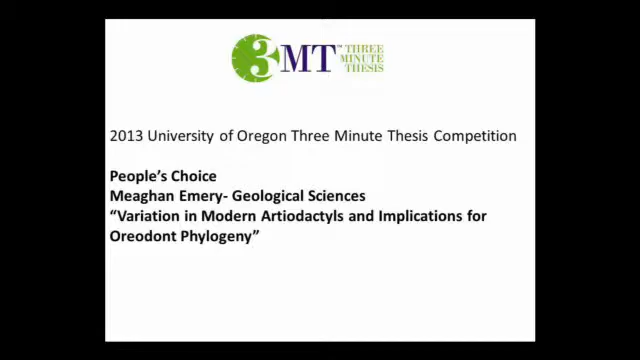 3MT™ THREE
MINUTE
THESIS
2013 University of Oregon Three Minute Thesis Competition
People's Choice
Meaghan Emery- Geological Sciences
“Variation in Modern Artiodactyls and Implications for
Oreodont Phylogeny”